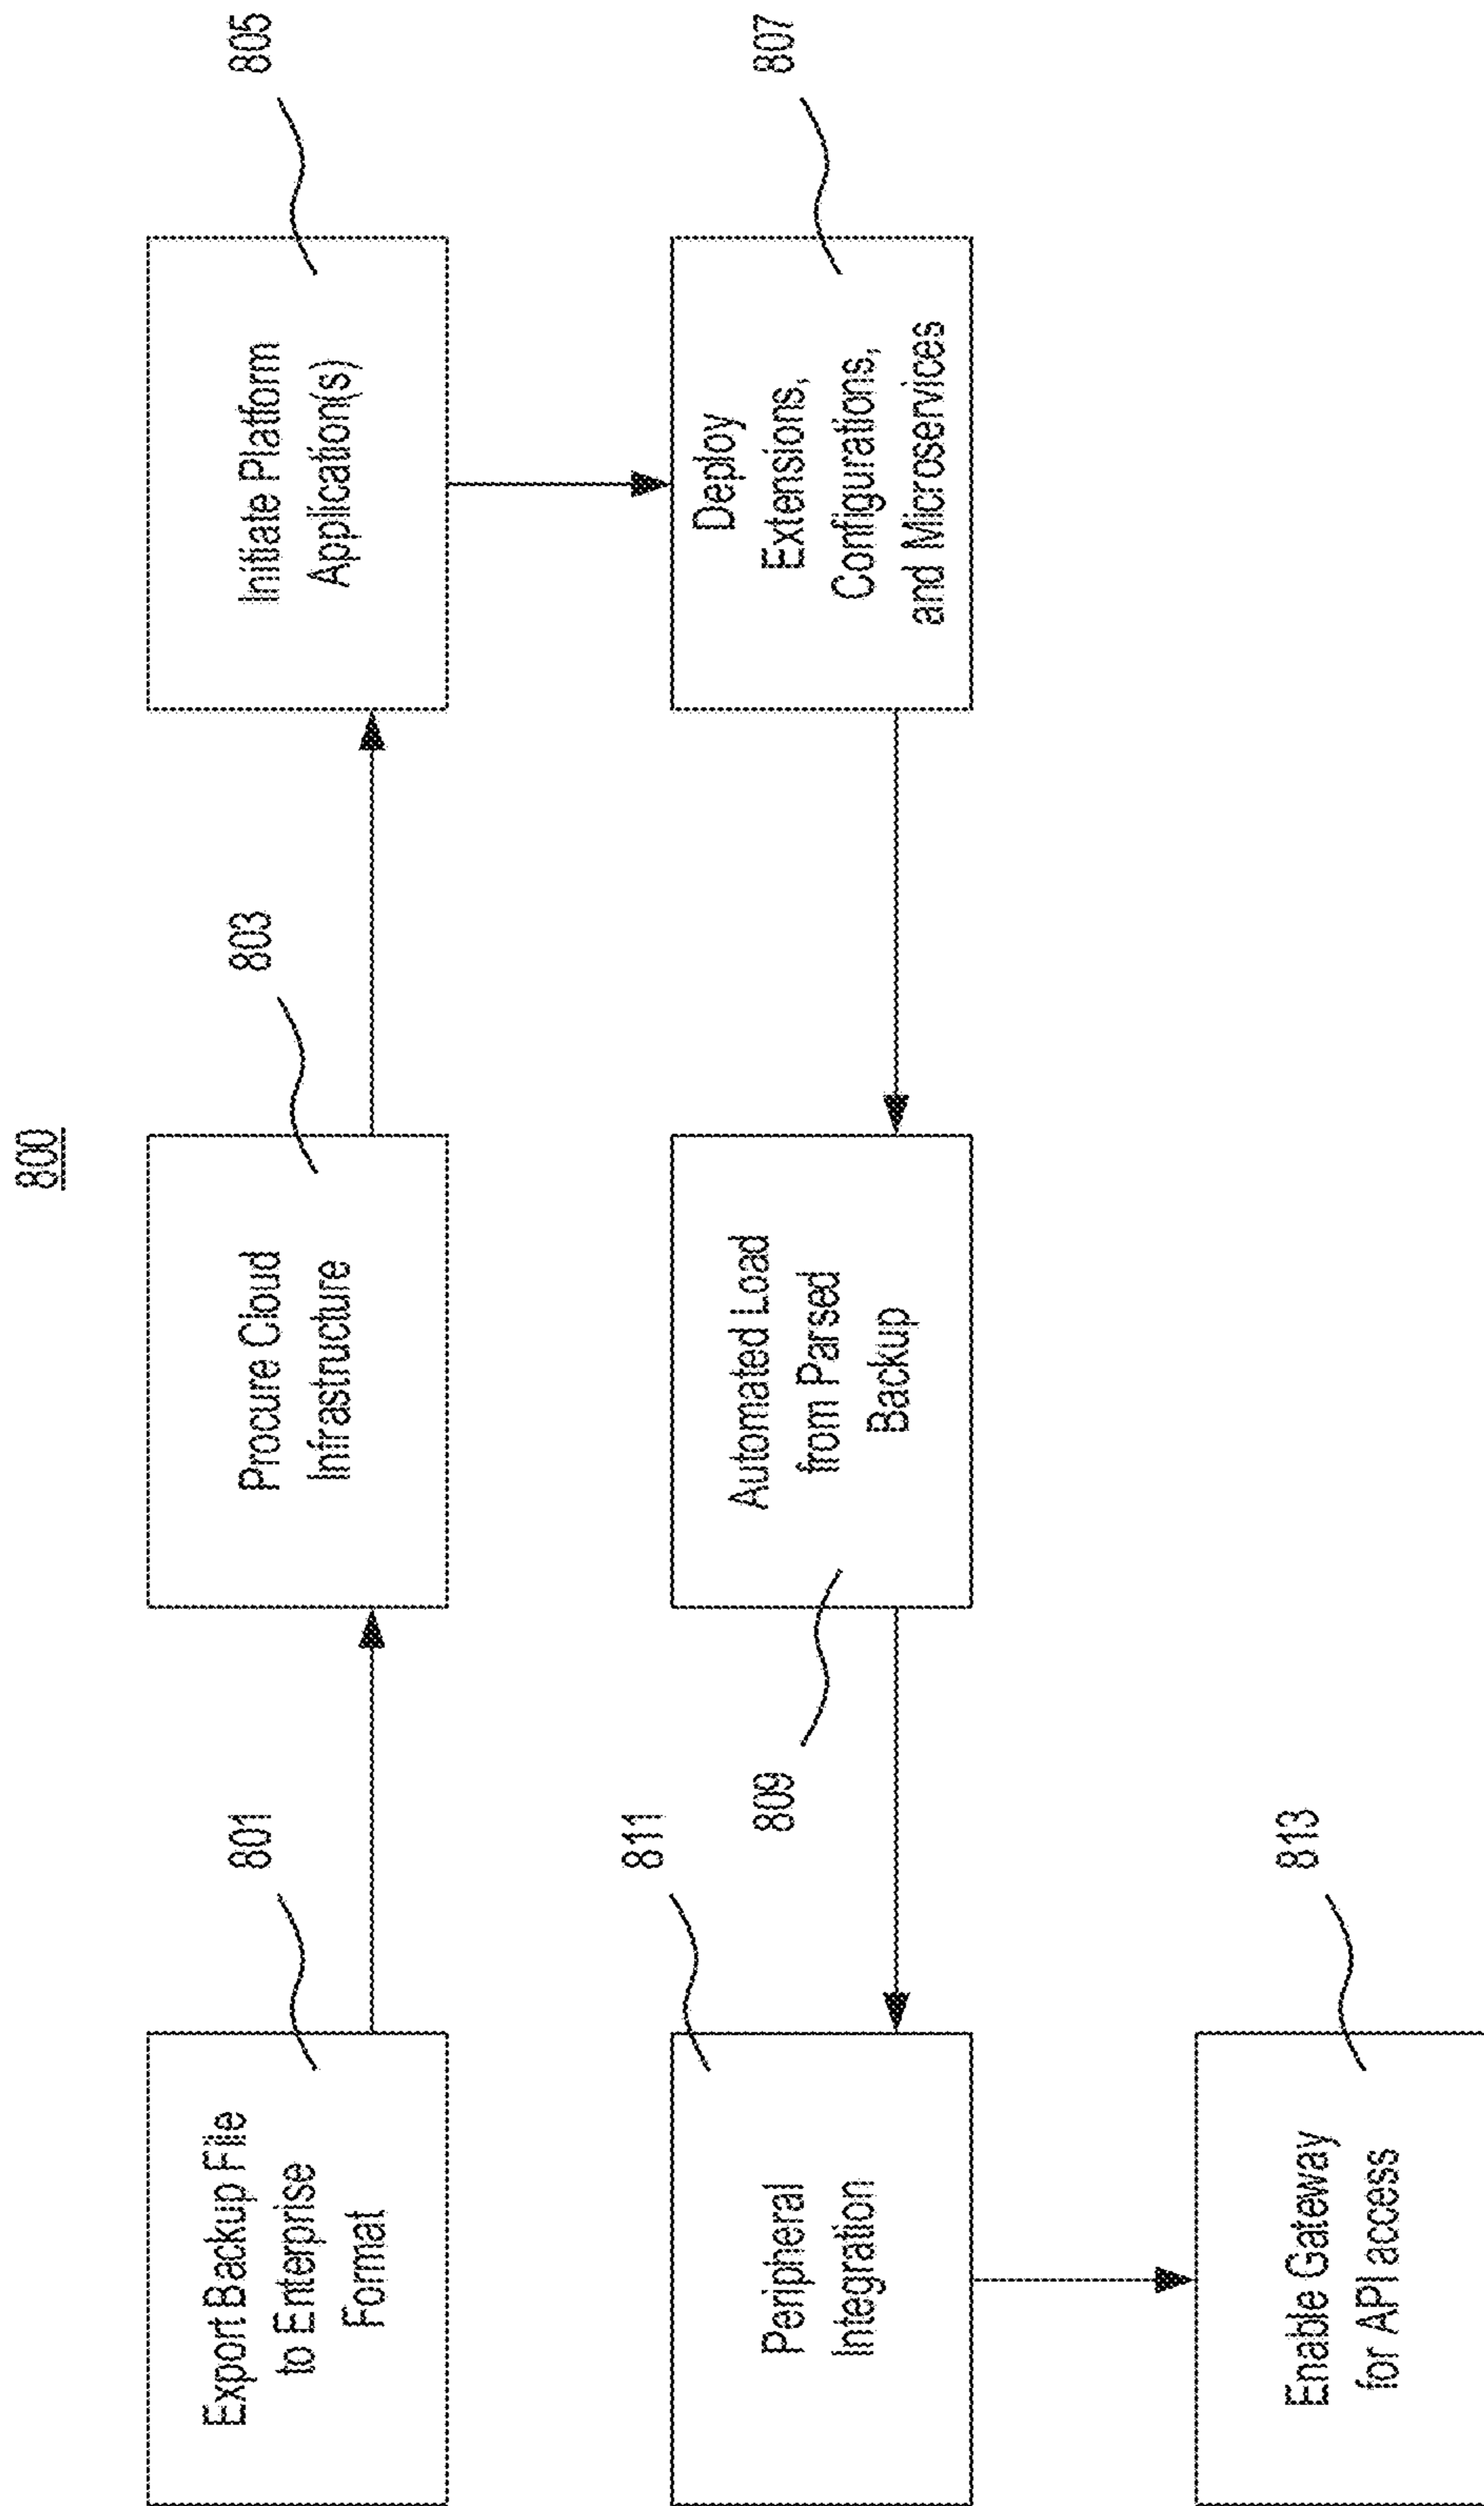 800
801
Export Backup File
to Enterprise
Format
803
Procure Cloud
Infrastructure
805
Initiate Platform
Application(s)
807
Deploy
Extensions,
Configurations,
and Microservices
809
Automated Load
from Parsed
Backup
811
Peripheral
Integration
813
Enable Gateway
for API access